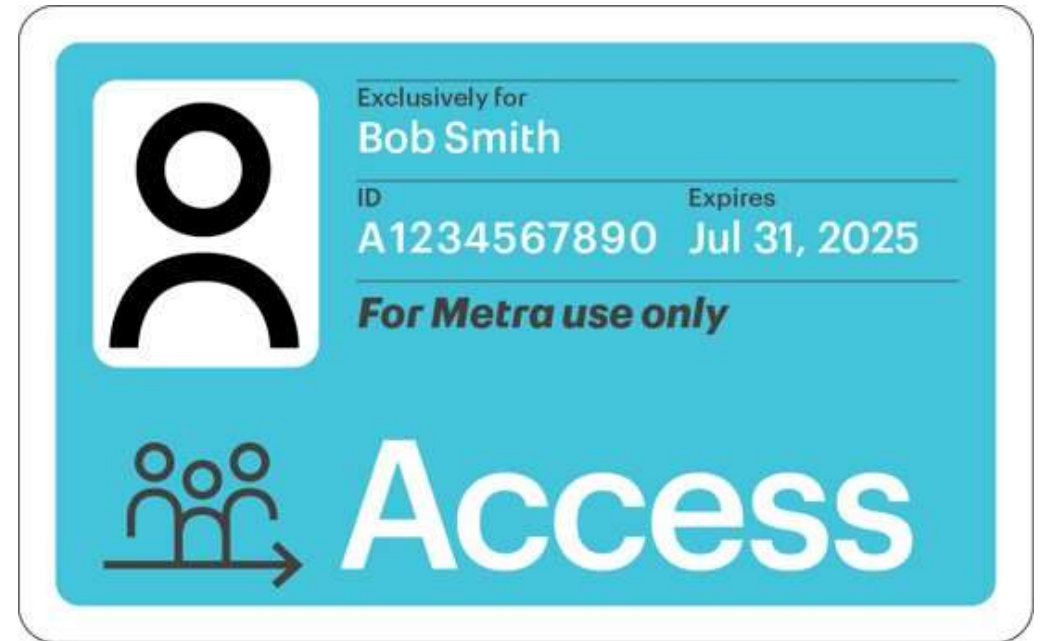 Exclusively for
Bob Smith
ID Expires
A1234567890 Jul 31, 2025
For Metra use only
Access